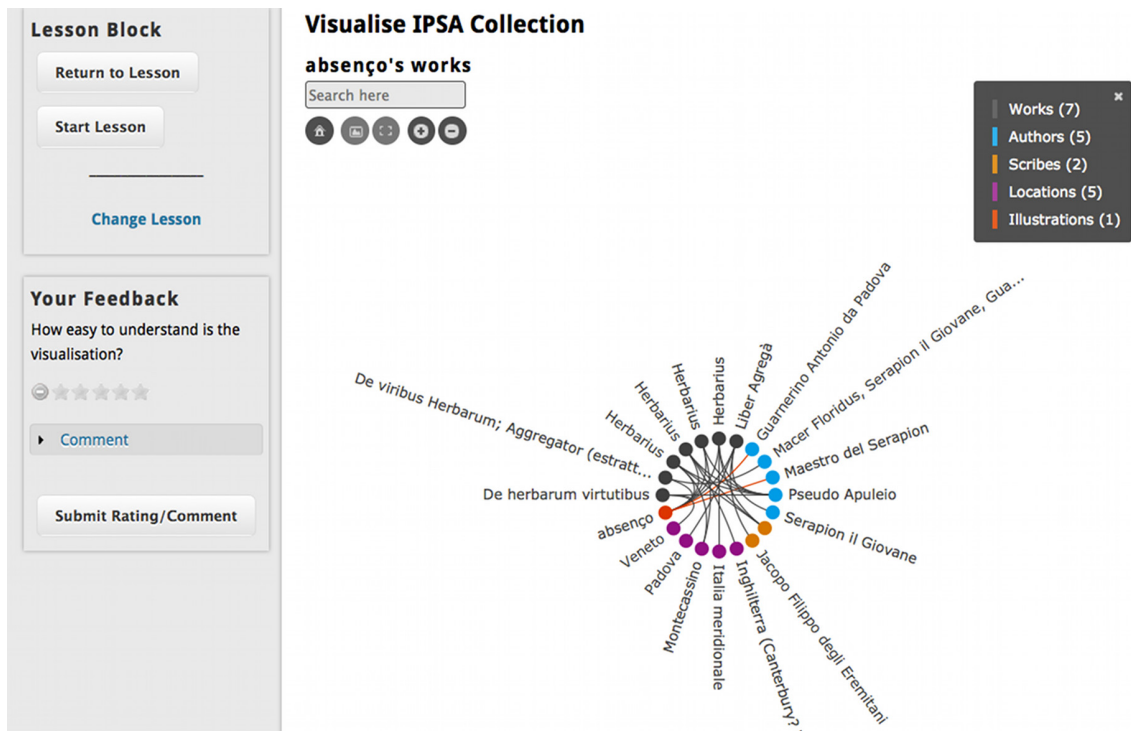 Lesson Block
Return to Lesson
Start Lesson
Change Lesson
Your Feedback
How easy to understand is the
visualisation?
Comment
Submit Rating/Comment
Visualise IPSA Collection
absenço's works
Search here
Works (7)
Authors (5)
Scribes (2)
Locations (5)
Illustrations (1)
De herbarum virtutibus
De viribus Herbarum; Aggregator (estratt...
Herbarius
Herbarius
Herbarius
Herbarius
Liber Agregà
Guarnerino Antonio da Padova
Macer Floridus, Serapion il Giovane, Gua...
Maestro del Serapion
Pseudo Apuleio
Serapion il Giovane
Jacopo Filippo degli Eremitani
Inghilterra (Canterbury?
Italia meridionale
Montecassino
Padova
Veneto
absenço